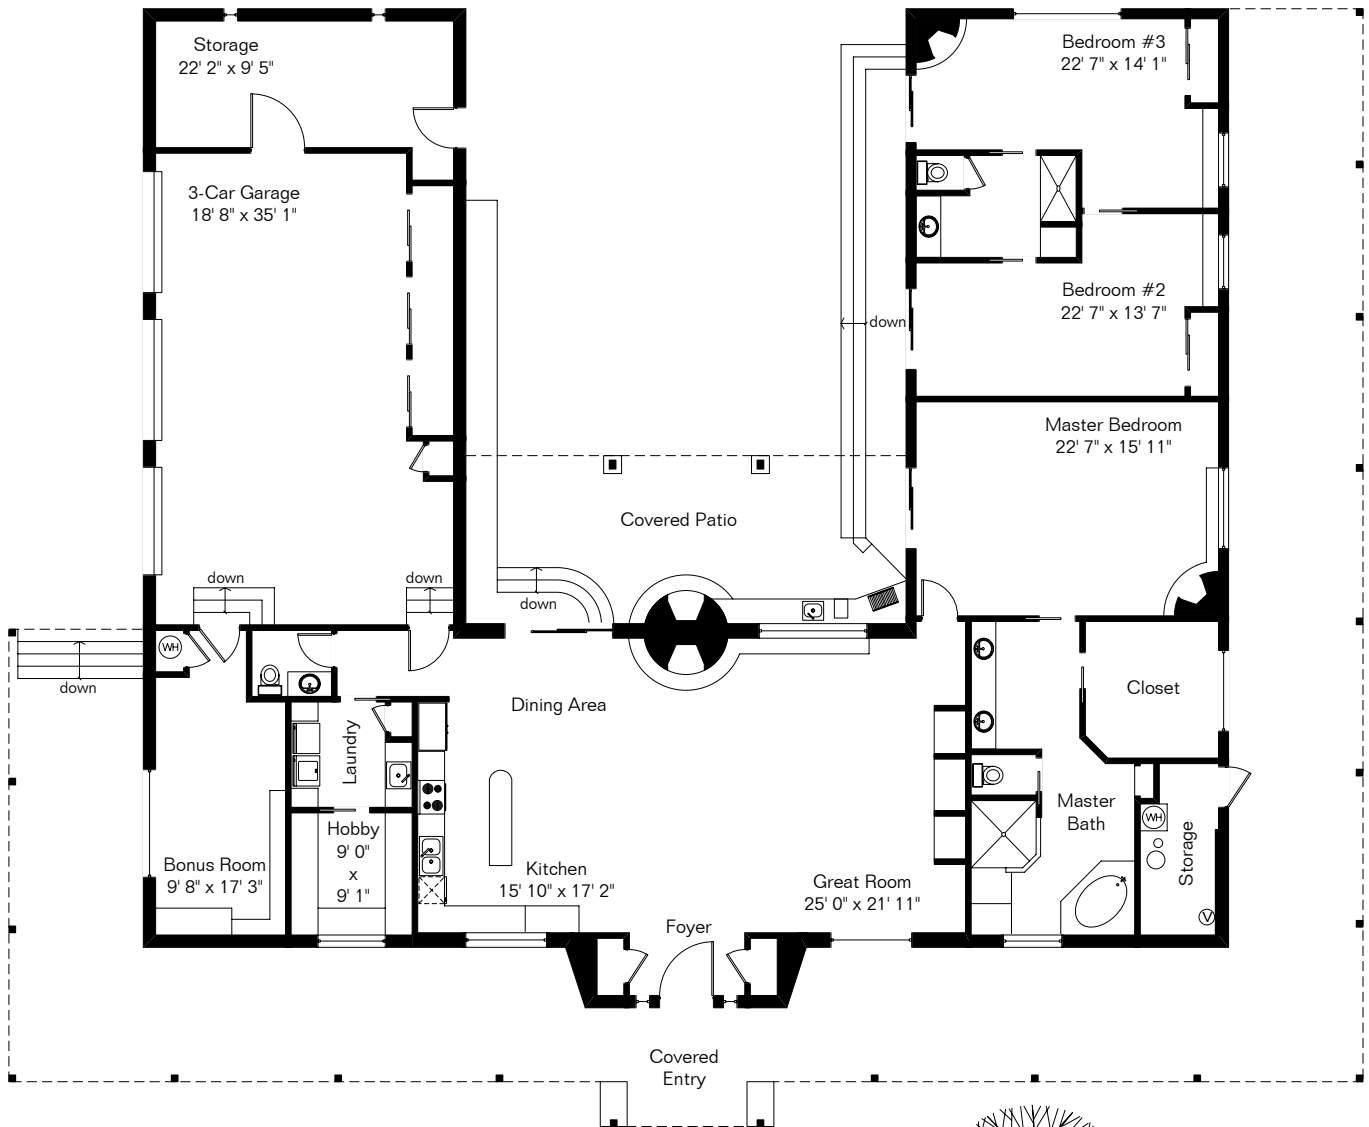 Storage
22' 2" x 9' 5"
Bedroom #3
22' 7" x 14' 1"
3-Car Garage
18' 8" x 35' 1"
Bedroom #2
22' 7" x 13' 7"
down
Master Bedroom
22' 7" x 15' 11"
Covered Patio
down
down
down
WH
down
Dining Area
Closet
Laundry
Master
Bath
WH
Storage
Hobby
9' 0"
x
9' 1"
Bonus Room
9' 8" x 17' 3"
Kitchen
15' 10" x 17' 2"
Great Room
25' 0" x 21' 11"
V
Foyer
Covered
Entry